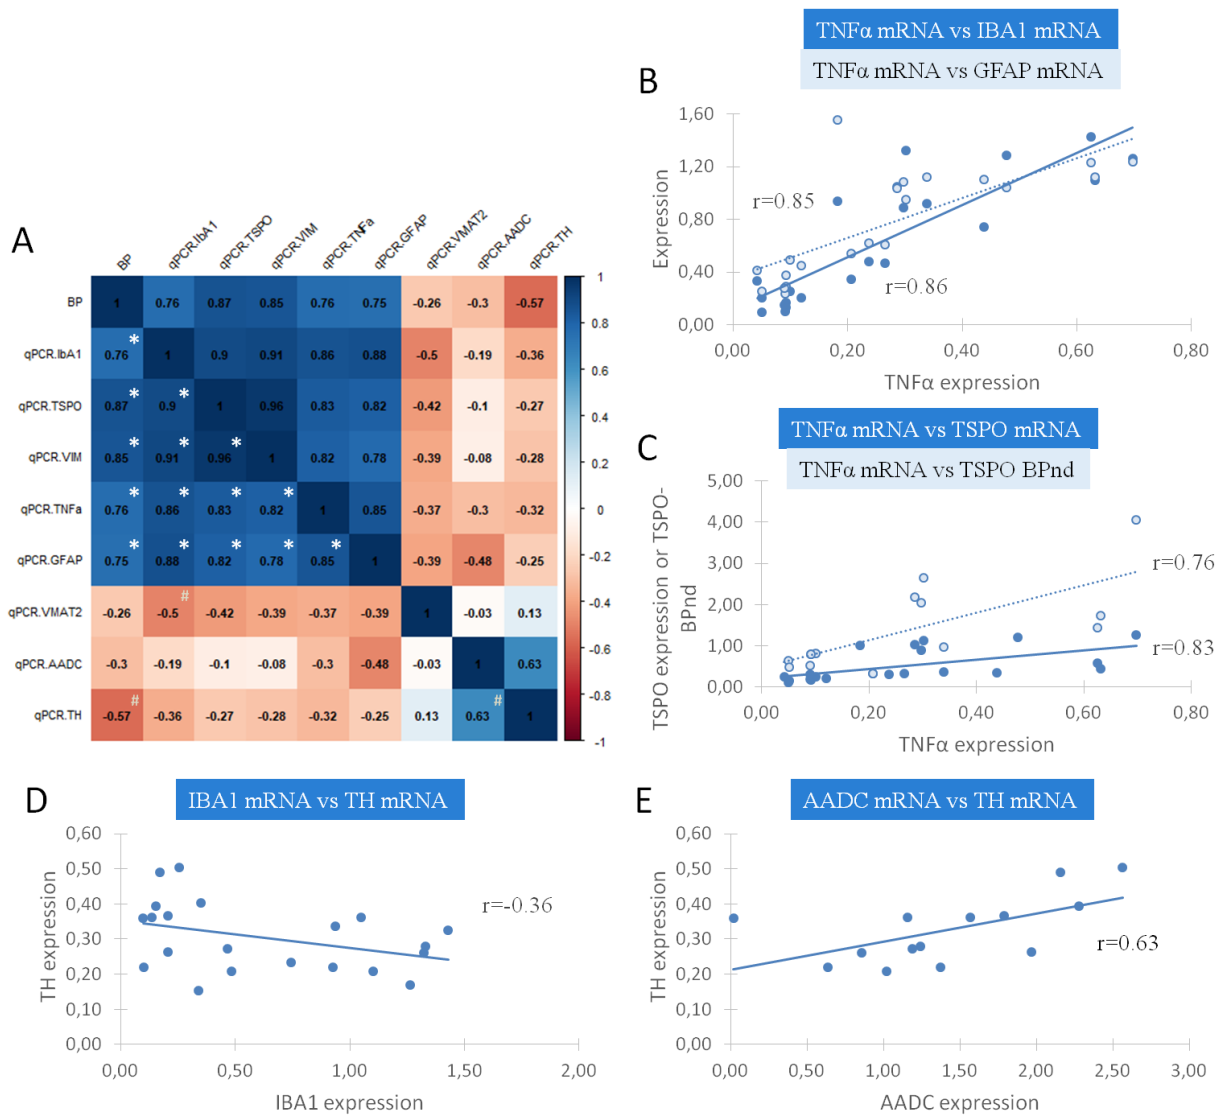 TNFα mRNA vs IBA1 mRNA
TNFα mRNA vs GFAP mRNA
B
1,60
1,20
0,80
0,40
0,00
Expression
r=0.85
r=0.86
0,00 0,20 0,40 0,60 0,80
TNFα expression
A
BP qPCR.IbA1 qPCR.TSPO qPCR.VIM qPCR.TNFa qPCR.GFAP qPCR.VMAT2 qPCR.AADC qPCR.TH
BP 1 0.76 0.87 0.85 0.76 0.75 -0.26 -0.3 -0.57
qPCR.IbA1 0.76 * 1 0.9 0.91 0.86 0.88 -0.5 -0.19 -0.36
qPCR.TSPO 0.87 * 0.9 * 1 0.96 0.83 0.82 -0.42 -0.1 -0.27
qPCR.VIM 0.85 * 0.91 * 0.96 * 1 0.82 0.78 -0.39 -0.08 -0.28
qPCR.TNFa 0.76 * 0.86 * 0.83 * 0.82 * 1 0.85 -0.37 -0.3 -0.32
qPCR.GFAP 0.75 * 0.88 * 0.82 * 0.78 * 0.85 * 1 -0.39 -0.48 -0.25
qPCR.VMAT2 -0.26 -0.5 # -0.42 -0.39 -0.37 -0.39 1 -0.03 0.13
qPCR.AADC -0.3 -0.19 -0.1 -0.08 -0.3 -0.48 -0.03 1 0.63
qPCR.TH -0.57 # -0.36 -0.27 -0.28 -0.32 -0.25 0.13 0.63 # 1
1
0.8
0.6
0.4
0.2
0
-0.2
-0.4
-0.6
-0.8
-1
TNFα mRNA vs TSPO mRNA
TNFα mRNA vs TSPO BPnd
C
5,00
4,00
3,00
2,00
1,00
0,00
TSPO expression or TSPO-
BPnd
r=0.76
r=0.83
0,00 0,20 0,40 0,60 0,80
TNFα expression
D
IBA1 mRNA vs TH mRNA
0,60
0,50
0,40
0,30
0,20
0,10
0,00
TH expression
r=-0.36
0,00 0,50 1,00 1,50 2,00
IBA1 expression
E
AADC mRNA vs TH mRNA
0,60
0,50
0,40
0,30
0,20
0,10
0,00
TH expression
r=0.63
0,00 0,50 1,00 1,50 2,00 2,50 3,00
AADC expression